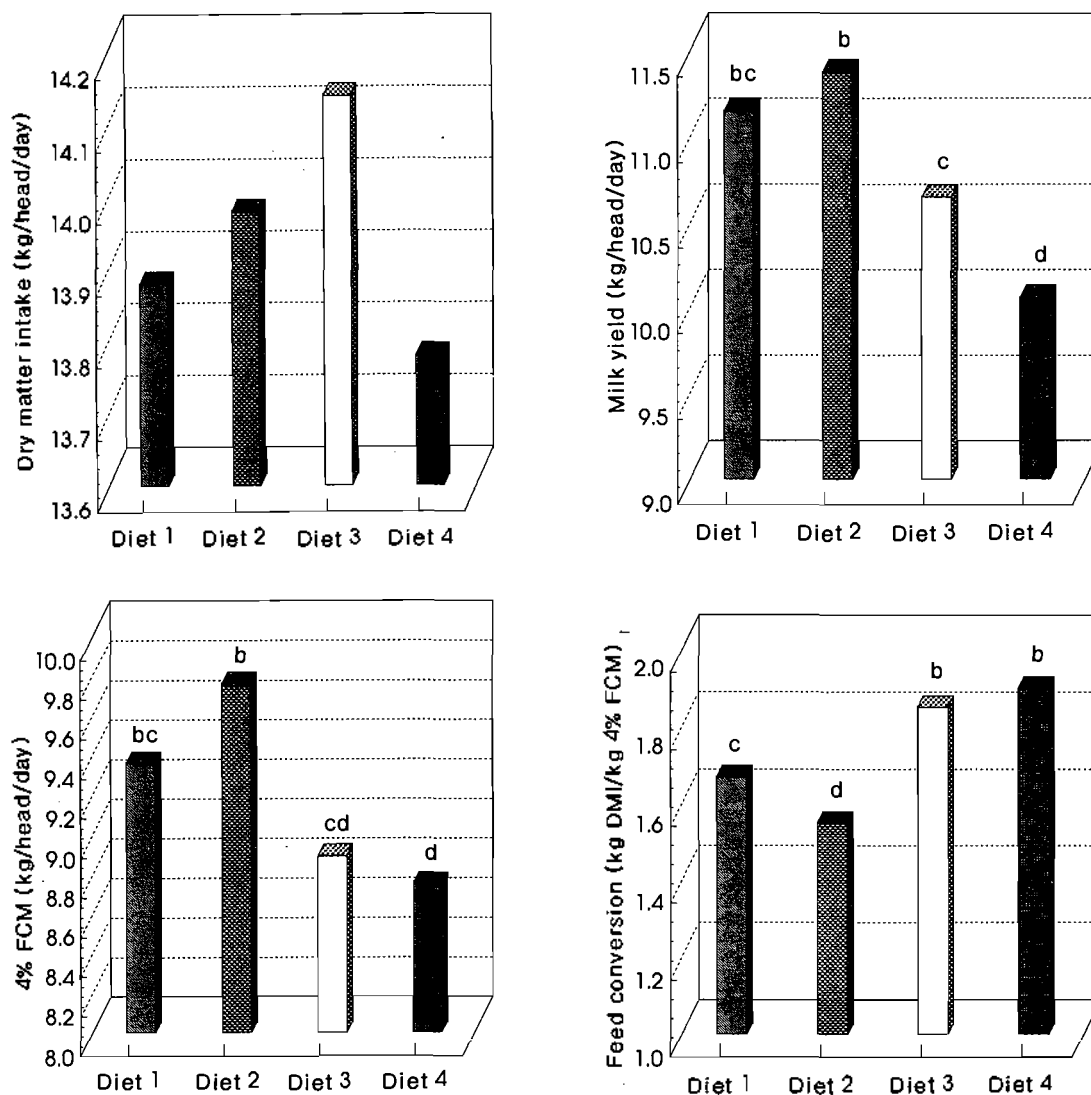 Dry matter intake (kg/head/day)
14.2
14.1
14.0
13.9
13.8
13.7
13.6
Diet 1 Diet 2 Diet 3 Diet 4
Milk yield (kg/head/day)
11.5
11.0
10.5
10.0
9.5
9.0
bc b c d
Diet 1 Diet 2 Diet 3 Diet 4
4% FCM (kg/head/day)
10.0
9.8
9.6
9.4
9.2
9.0
8.8
8.6
8.4
8.2
8.0
bc b cd d
Diet 1 Diet 2 Diet 3 Diet 4
Feed conversion (kg DMI/kg 4% FCM)
2.0
1.8
1.6
1.4
1.2
1.0
c d b b
Diet 1 Diet 2 Diet 3 Diet 4